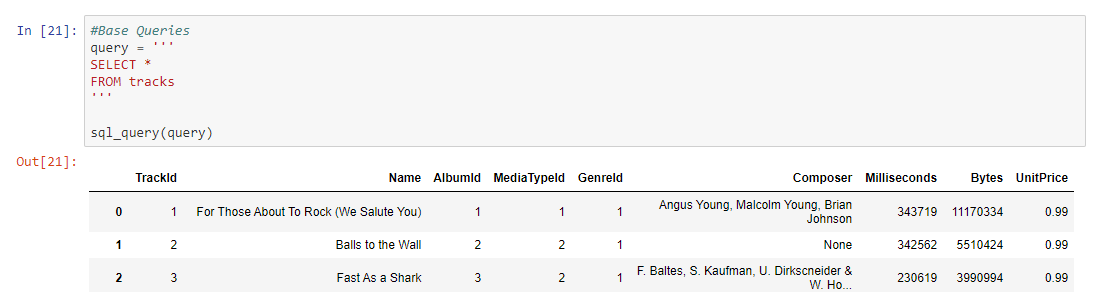 In [21]: #Base Queries
query = '''
SELECT *
FROM tracks
'''
sql_query(query)
Out[21]:
TrackId Name AlbumId MediaTypeId GenreId Composer Milliseconds Bytes UnitPrice
0 1 For Those About To Rock (We Salute You) 1 1 1 Angus Young, Malcolm Young, Brian
Johnson 343719 11170334 0.99
1 2 Balls to the Wall 2 2 1 None 342562 5510424 0.99
2 3 Fast As a Shark 3 2 1 F. Baltes, S. Kaufman, U. Dirkscneider &
W. Ho... 230619 3990994 0.99